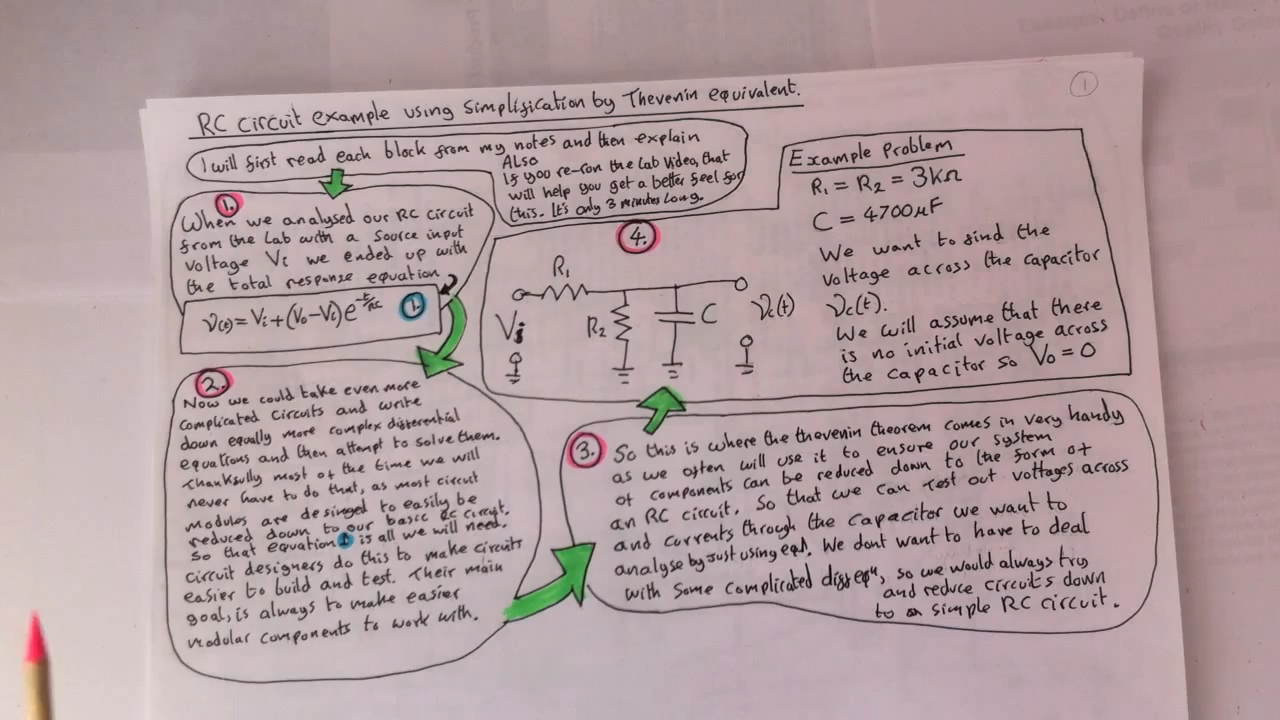 1
RC Circuit example using Simplification by Thevenin equivalent.
I will first read each block from my notes and then explain
ALSO
If you re-run the Lab video, that
will help you get a better feel for
this. It's only 3 minutes long.
1.
When we analysed our RC circuit
from the Lab with a source input
voltage Vi we ended up with
the total response equation
V(t) = Vi + (V0 - Vi) e^-t/RC
1.
2.
Now we could take even more
complicated circuits and write
down equally more complex differential
equations and then attempt to solve them.
Thanksully most of the time we will
never have to do that, as most circuit
modules are desinged to easily be
reduced down to our basic RC circuit.
So that equation 1 is all we will need.
Circuit designers do this to make circuits
easier to build and test. Their main
goal, is always to make easier
modular components to work with.
3.
So this is where the thevenin theorem comes in very handy
as we often will use it to ensure our system
of components can be reduced down to the form of
an RC circuit. So that we can test out voltages across
and currents through the capacitor we want to
analyse by just using eq1. We dont want to have to deal
with some complicated diff eqn, so we would always try
and reduce circuits down
to a simple RC circuit.
4.
R1
Vi
R2
C
Vc(t)
Example Problem
R1 = R2 = 3kΩ
C = 4700μF
We want to find the
voltage across the capacitor
Vc(t).
We will assume that there
is no initial voltage across
the capacitor so V0 = 0